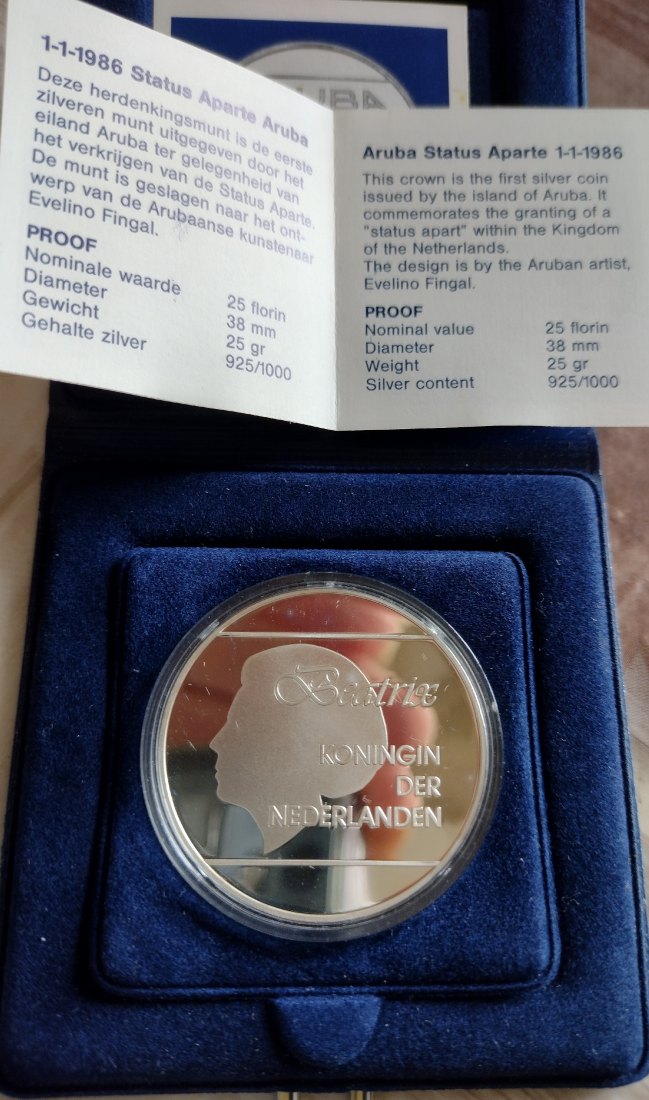 ARUBA
1-1-1986 Status Aparte Aruba
Deze herdenkingsmunt is de eerste
zilveren munt uitgegeven door het
eiland Aruba ter gelegenheid van
het verkrijgen van de Status Aparte.
De munt is geslagen naar het ont-
werp van de Arubaanse kunstenaar
Evelino Fingal.
PROOF
Nominale waarde 25 florin
Diameter 38 mm
Gewicht 25 gr
Gehalte zilver 925/1000
Aruba Status Aparte 1-1-1986
This crown is the first silver coin
issued by the island of Aruba. It
commemorates the granting of a
"status apart" within the Kingdom
of the Netherlands.
The design is by the Aruban artist,
Evelino Fingal.
PROOF
Nominal value 25 florin
Diameter 38 mm
Weight 25 gr
Silver content 925/1000
Beatrix
KONINGIN
DER
NEDERLANDEN